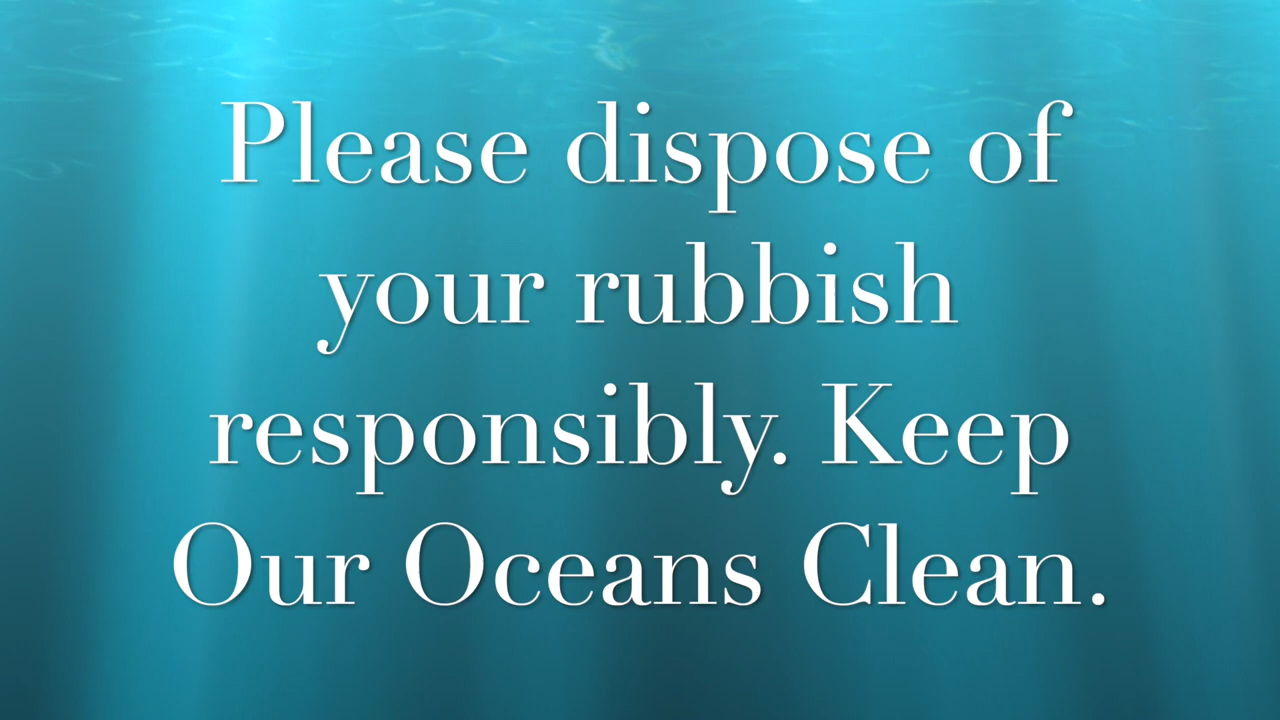 Please dispose of
your rubbish
responsibly. Keep
Our Oceans Clean.